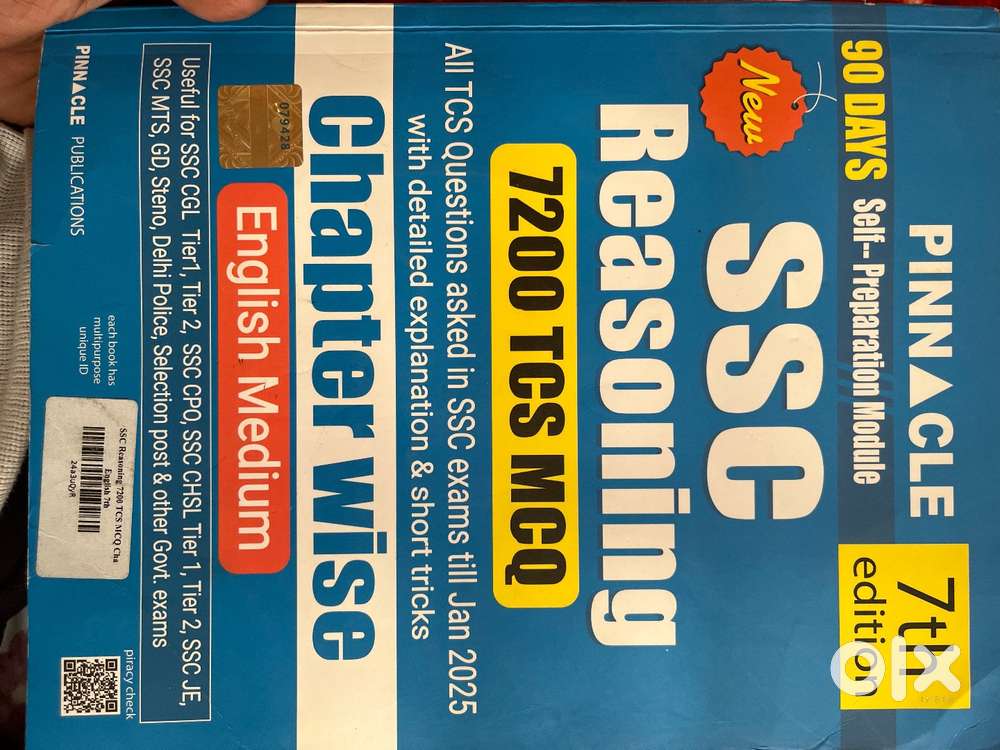 PINNACLE
7th
edition
90 DAYS Self-- Preparation Module
New
SSC
Reasoning
7200 TCS MCQ
All TCS Questions asked in SSC exams till Jan 2025
with detailed explanation & short tricks
Chapter Wise
079428
English Medium
Useful for SSC CGL Tier1, Tier 2, SSC CPO, SSC CHSL Tier 1, Tier 2, SSC JE,
SSC MTS, GD, Steno, Delhi Police, Selection post & other Govt. exams
PINNACLE PUBLICATIONS
each book has
multipurpose
unique ID
SSC Reasoning 7200 TCS MCQ Cha
English 7th
24a3uQyR
piracy check
olx